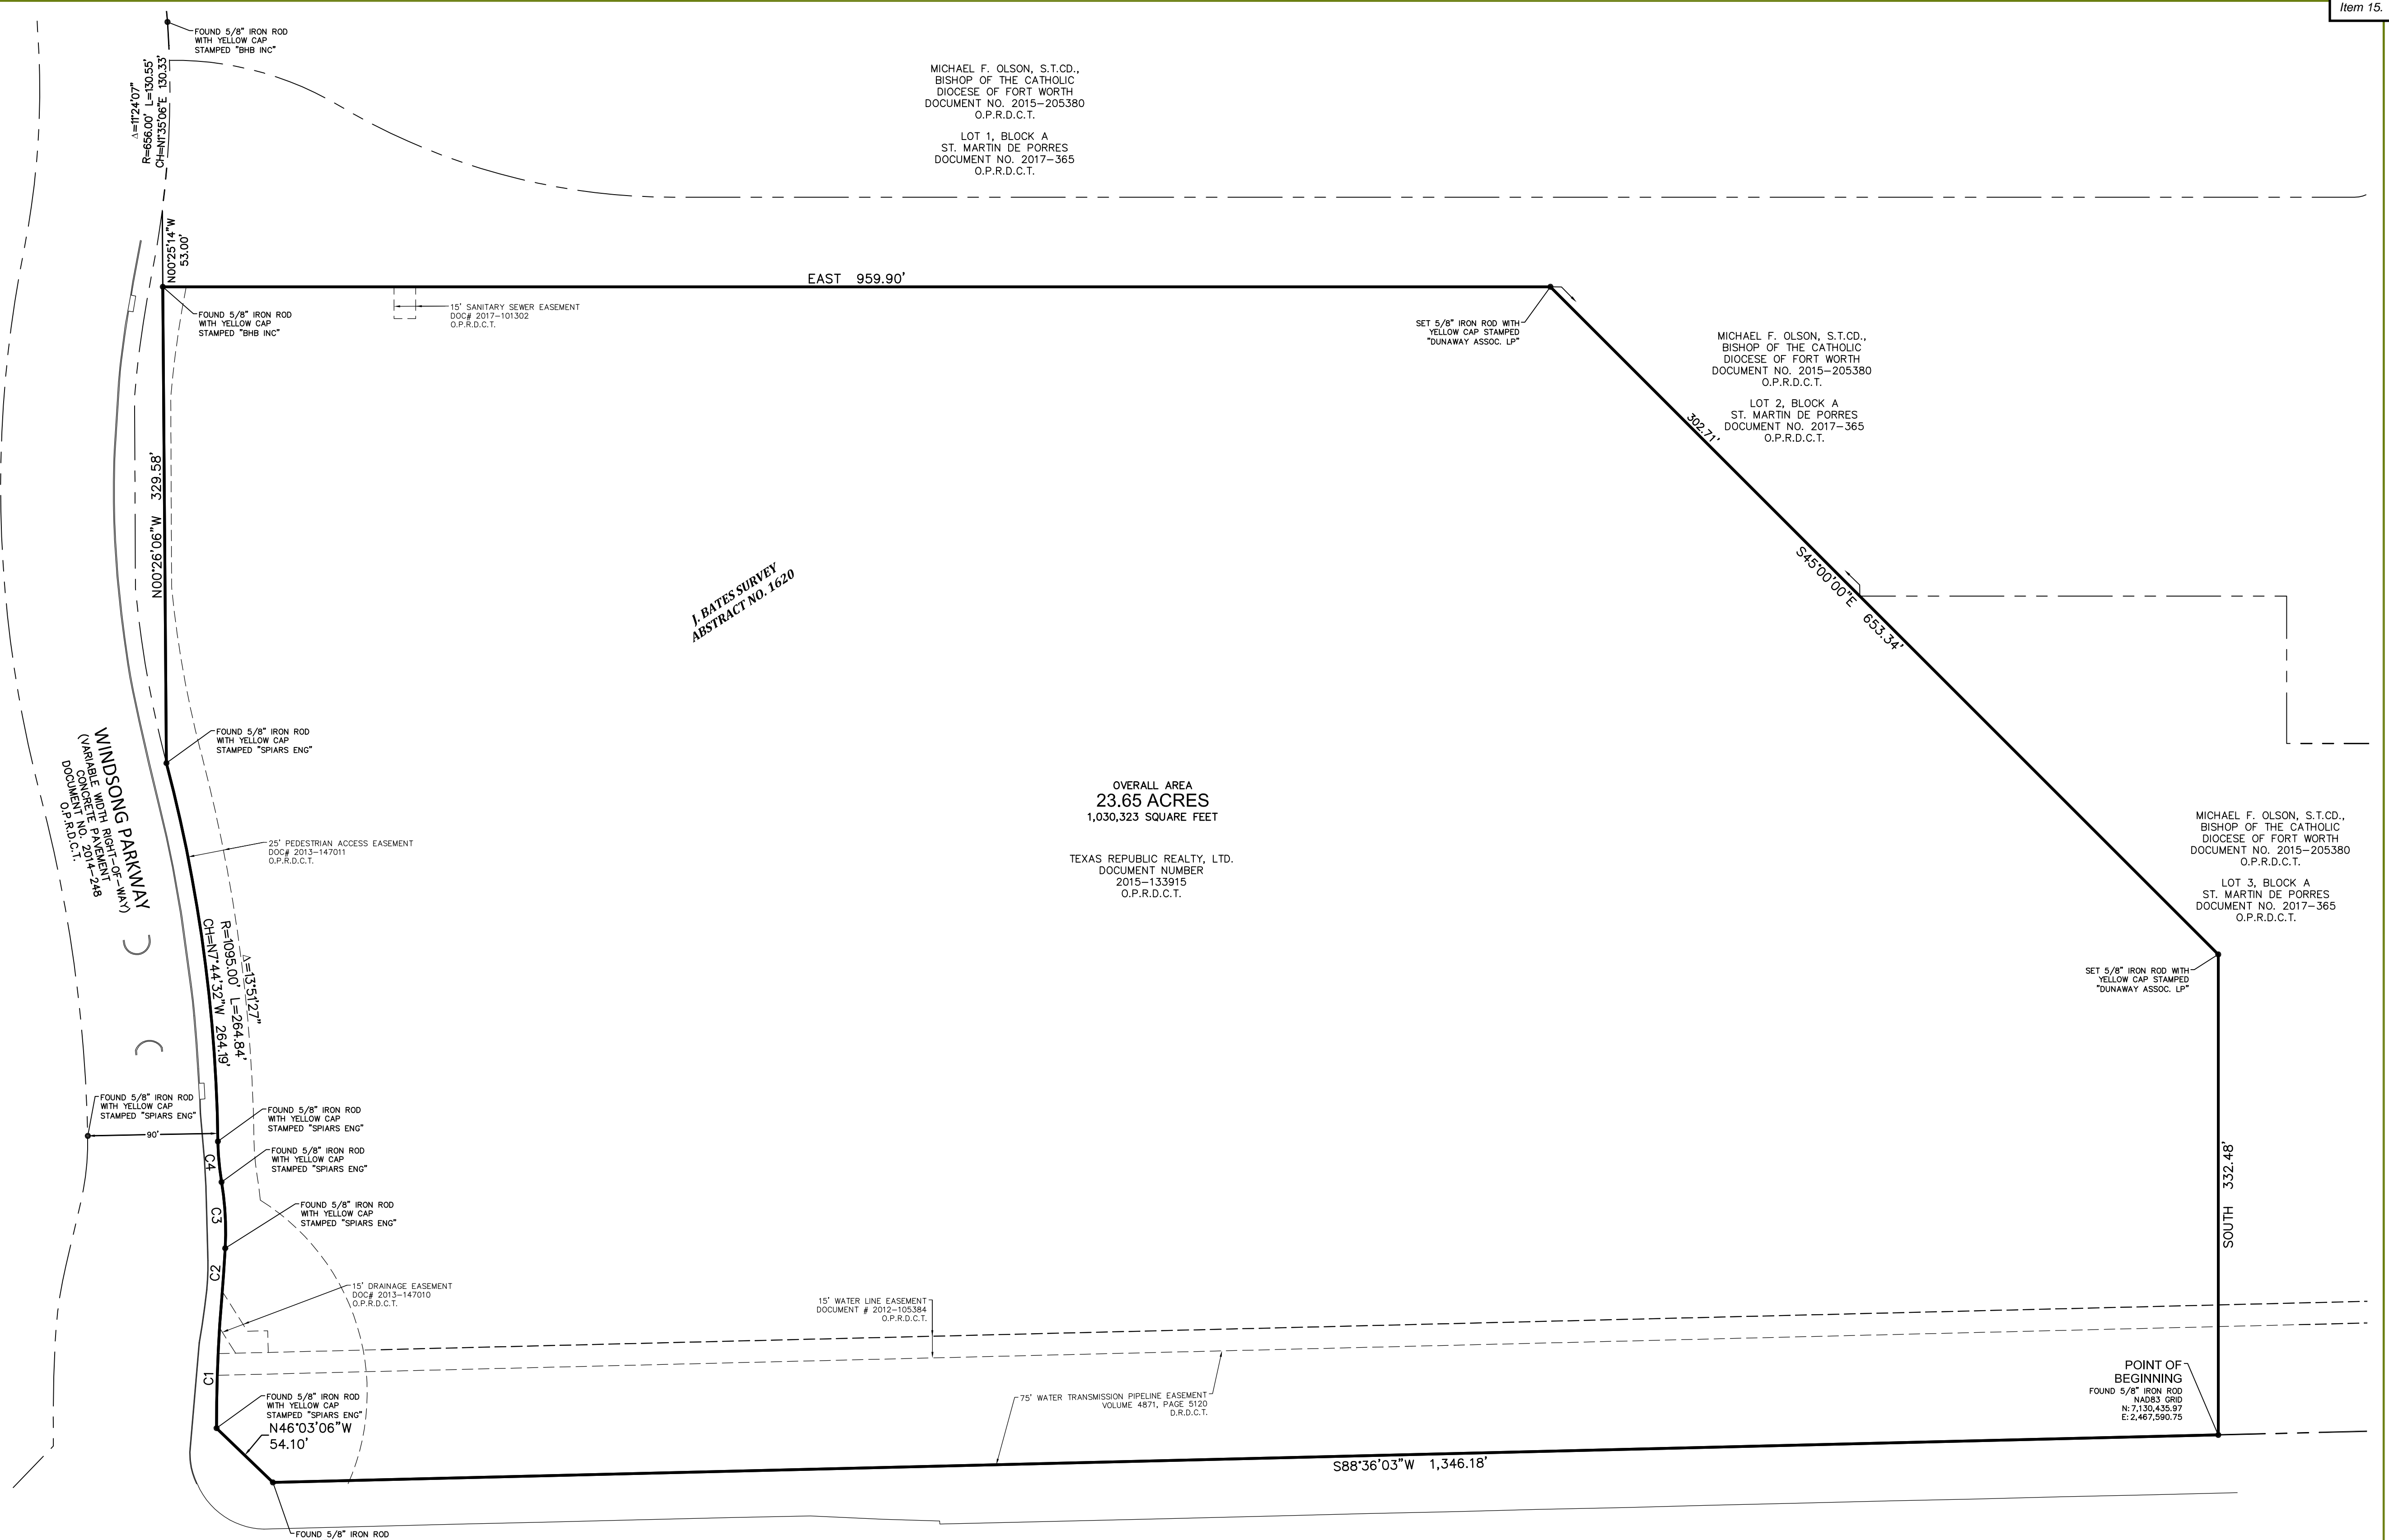 Item 15.
FOUND 5/8" IRON ROD
WITH YELLOW CAP
STAMPED "BHB INC"
Δ=11°24'07"
R=656.00' L=130.55'
CH=N1°35'06"E 130.33'
MICHAEL F. OLSON, S.T.CD.,
BISHOP OF THE CATHOLIC
DIOCESE OF FORT WORTH
DOCUMENT NO. 2015-205380
O.P.R.D.C.T.
LOT 1, BLOCK A
ST. MARTIN DE PORRES
DOCUMENT NO. 2017-365
O.P.R.D.C.T.
N00°25'14"W
53.00'
EAST 959.90'
15' SANITARY SEWER EASEMENT
DOC# 2017-101302
O.P.R.D.C.T.
FOUND 5/8" IRON ROD
WITH YELLOW CAP
STAMPED "BHB INC"
SET 5/8" IRON ROD WITH
YELLOW CAP STAMPED
"DUNAWAY ASSOC. LP"
MICHAEL F. OLSON, S.T.CD.,
BISHOP OF THE CATHOLIC
DIOCESE OF FORT WORTH
DOCUMENT NO. 2015-205380
O.P.R.D.C.T.
LOT 2, BLOCK A
ST. MARTIN DE PORRES
DOCUMENT NO. 2017-365
O.P.R.D.C.T.
302.71'
N00°26'06"W 329.58'
J. BATES SURVEY
ABSTRACT NO. 1620
S45°00'00"E 653.34'
FOUND 5/8" IRON ROD
WITH YELLOW CAP
STAMPED "SPIARS ENG"
WINDSONG PARKWAY
(VARIABLE WIDTH RIGHT-OF-WAY)
CONCRETE PAVEMENT
DOCUMENT NO. 2014-248
O.P.R.D.C.T.
25' PEDESTRIAN ACCESS EASEMENT
DOC# 2013-147011
O.P.R.D.C.T.
OVERALL AREA
23.65 ACRES
1,030,323 SQUARE FEET
TEXAS REPUBLIC REALTY, LTD.
DOCUMENT NUMBER
2015-133915
O.P.R.D.C.T.
MICHAEL F. OLSON, S.T.CD.,
BISHOP OF THE CATHOLIC
DIOCESE OF FORT WORTH
DOCUMENT NO. 2015-205380
O.P.R.D.C.T.
LOT 3, BLOCK A
ST. MARTIN DE PORRES
DOCUMENT NO. 2017-365
O.P.R.D.C.T.
Δ=13°51'27"
R=1095.00' L=264.84'
CH=N7°44'32"W 264.19'
SET 5/8" IRON ROD WITH
YELLOW CAP STAMPED
"DUNAWAY ASSOC. LP"
FOUND 5/8" IRON ROD
WITH YELLOW CAP
STAMPED "SPIARS ENG"
90'
FOUND 5/8" IRON ROD
WITH YELLOW CAP
STAMPED "SPIARS ENG"
C4
FOUND 5/8" IRON ROD
WITH YELLOW CAP
STAMPED "SPIARS ENG"
C3
FOUND 5/8" IRON ROD
WITH YELLOW CAP
STAMPED "SPIARS ENG"
SOUTH 332.48'
C2
15' DRAINAGE EASEMENT
DOC# 2013-147010
O.P.R.D.C.T.
15' WATER LINE EASEMENT
DOCUMENT # 2012-105384
O.P.R.D.C.T.
C1
FOUND 5/8" IRON ROD
WITH YELLOW CAP
STAMPED "SPIARS ENG"
N46°03'06"W
54.10'
75' WATER TRANSMISSION PIPELINE EASEMENT
VOLUME 4871, PAGE 5120
D.R.D.C.T.
POINT OF
BEGINNING
FOUND 5/8" IRON ROD
NAD83 GRID
N: 7,130,435.97
E: 2,467,590.75
S88°36'03"W 1,346.18'
FOUND 5/8" IRON ROD